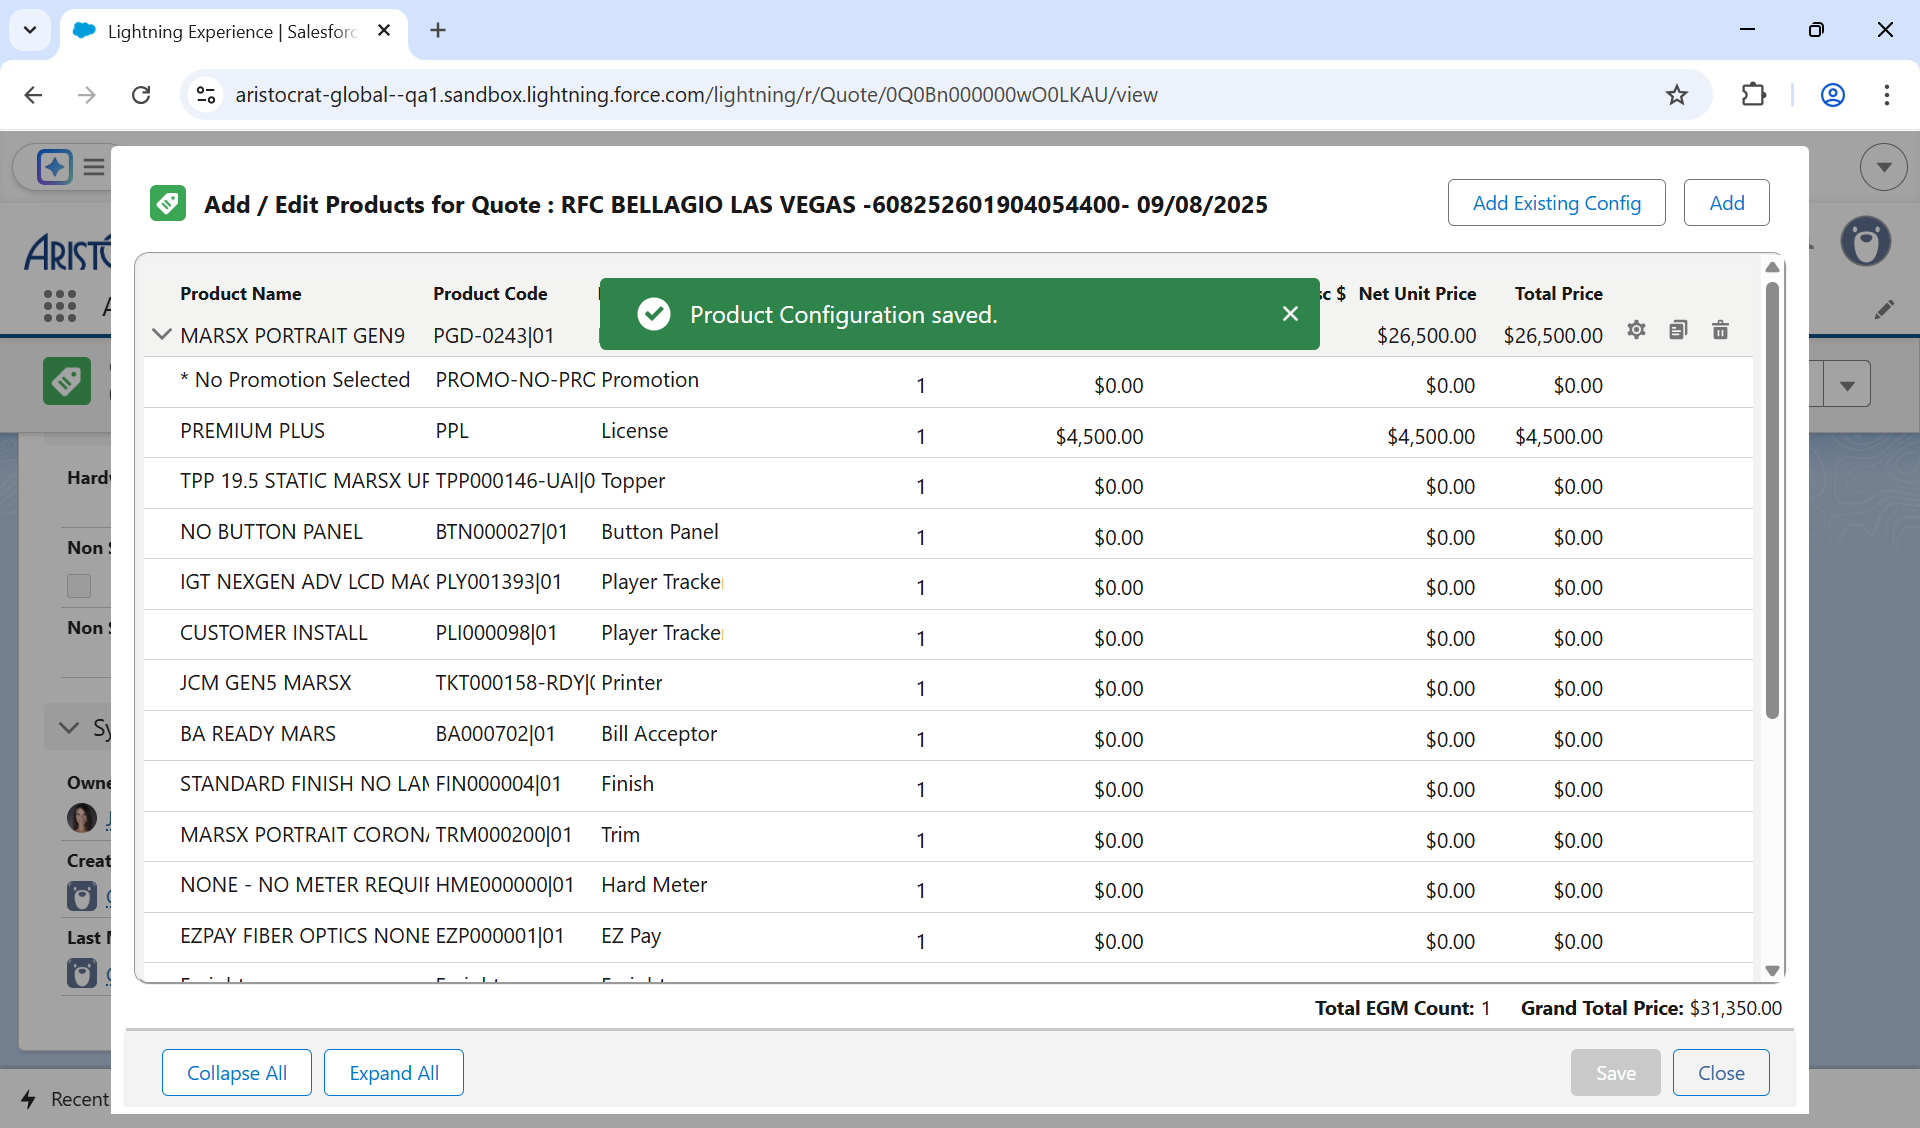 Lightning Experience | Salesforc
aristocrat-global--qa1.sandbox.lightning.force.com/lightning/r/Quote/0Q0Bn000000wO0LKAU/view
Add / Edit Products for Quote : RFC BELLAGIO LAS VEGAS -608252601904054400- 09/08/2025
Add Existing Config
Add
Product Name Product Code sc $ Net Unit Price Total Price
Product Configuration saved.
MARSX PORTRAIT GEN9 PGD-0243|01 $26,500.00 $26,500.00
* No Promotion Selected PROMO-NO-PRO Promotion 1 $0.00 $0.00 $0.00
PREMIUM PLUS PPL License 1 $4,500.00 $4,500.00 $4,500.00
TPP 19.5 STATIC MARSX UF TPP000146-UAI|0 Topper 1 $0.00 $0.00 $0.00
NO BUTTON PANEL BTN000027|01 Button Panel 1 $0.00 $0.00 $0.00
IGT NEXGEN ADV LCD MAC PLY001393|01 Player Tracker 1 $0.00 $0.00 $0.00
CUSTOMER INSTALL PLI000098|01 Player Tracker 1 $0.00 $0.00 $0.00
JCM GEN5 MARSX TKT000158-RDY|0 Printer 1 $0.00 $0.00 $0.00
BA READY MARS BA000702|01 Bill Acceptor 1 $0.00 $0.00 $0.00
STANDARD FINISH NO LAM FIN000004|01 Finish 1 $0.00 $0.00 $0.00
MARSX PORTRAIT CORONA TRM000200|01 Trim 1 $0.00 $0.00 $0.00
NONE - NO METER REQUIF HME000000|01 Hard Meter 1 $0.00 $0.00 $0.00
EZPAY FIBER OPTICS NONE EZP000001|01 EZ Pay 1 $0.00 $0.00 $0.00
Total EGM Count: 1 Grand Total Price: $31,350.00
Collapse All
Expand All
Save
Close
ARISTO
Hardw
Non S
Non S
Sy
Owne
Creat
Last M
Recent